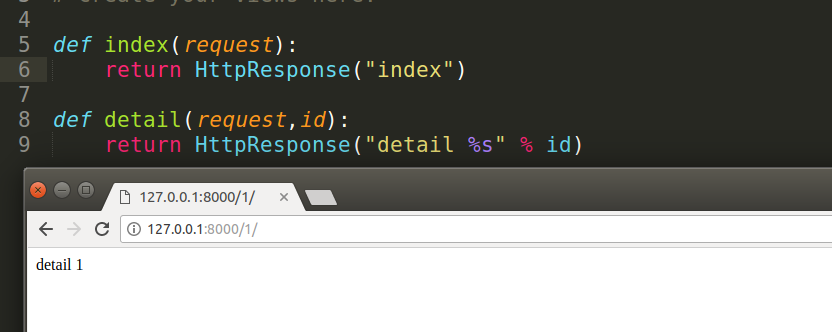 # Create your views here.
4
5 def index(request):
6 return HttpResponse("index")
7
8 def detail(request,id):
9 return HttpResponse("detail %s" % id)
127.0.0.1:8000/1/
127.0.0.1:8000/1/
detail 1